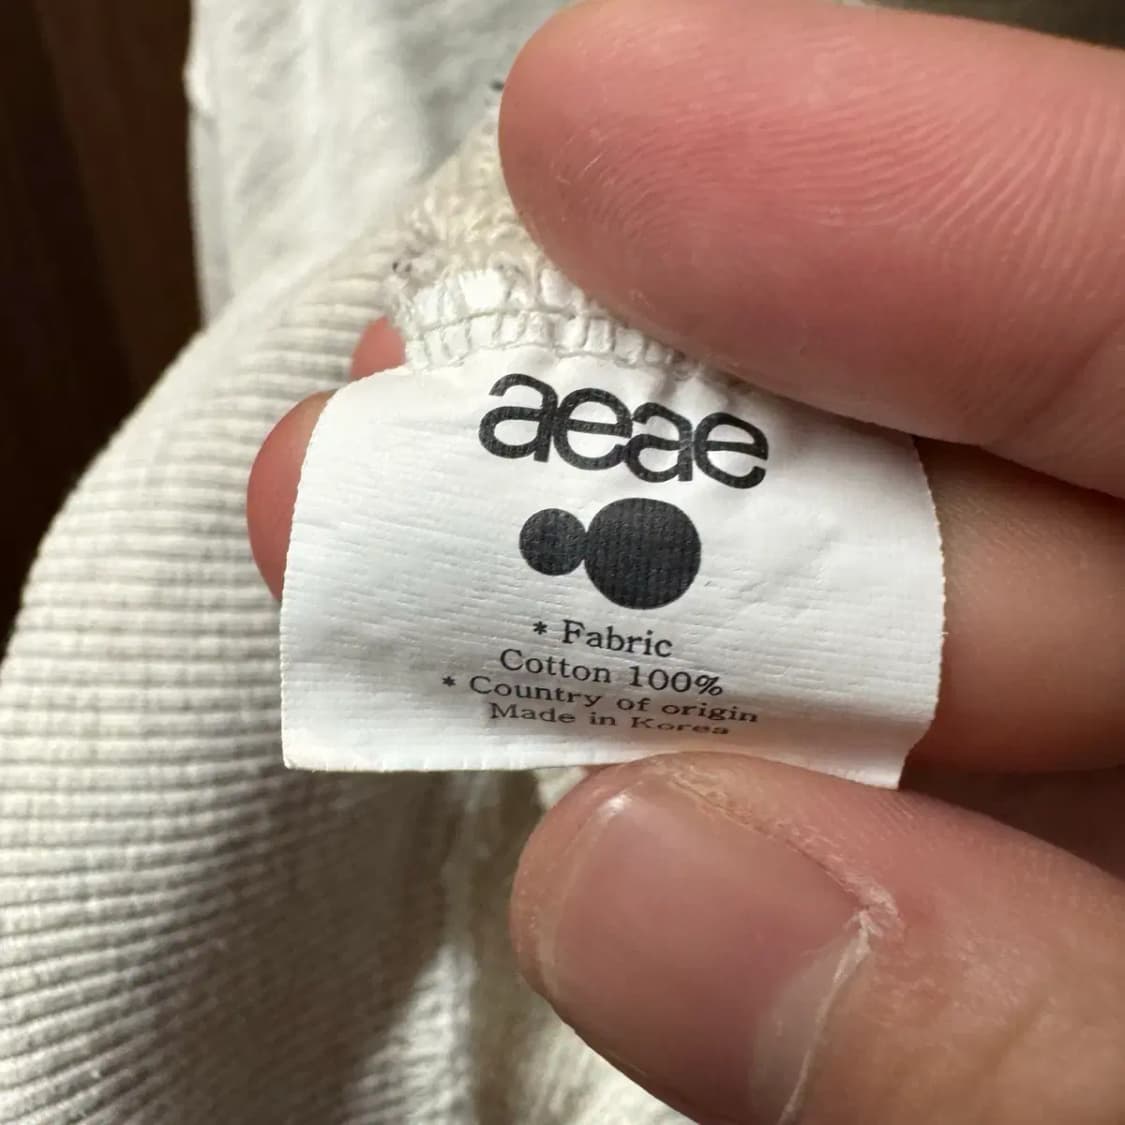 aeae
* Fabric
Cotton 100%
* Country of origin
Made in Korea